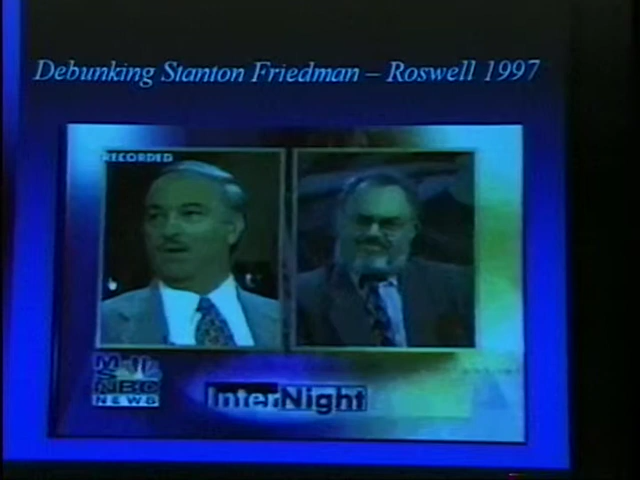 Debunking Stanton Friedman – Roswell 1997
RECORDED
MSNBC
NEWS
InterNight